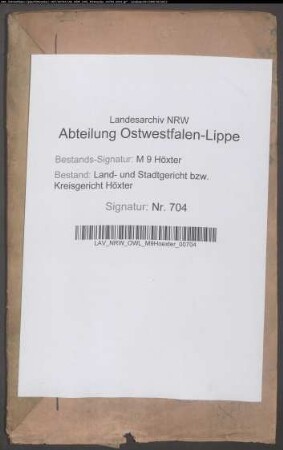 Landesarchiv NRW
Abteilung Ostwestfalen-Lippe
Bestands-Signatur: M 9 Höxter
Bestand: Land- und Stadtgericht bzw.
Kreisgericht Höxter
Signatur: Nr. 704
LAV_NRW_OWL_M9Hoexter_00704